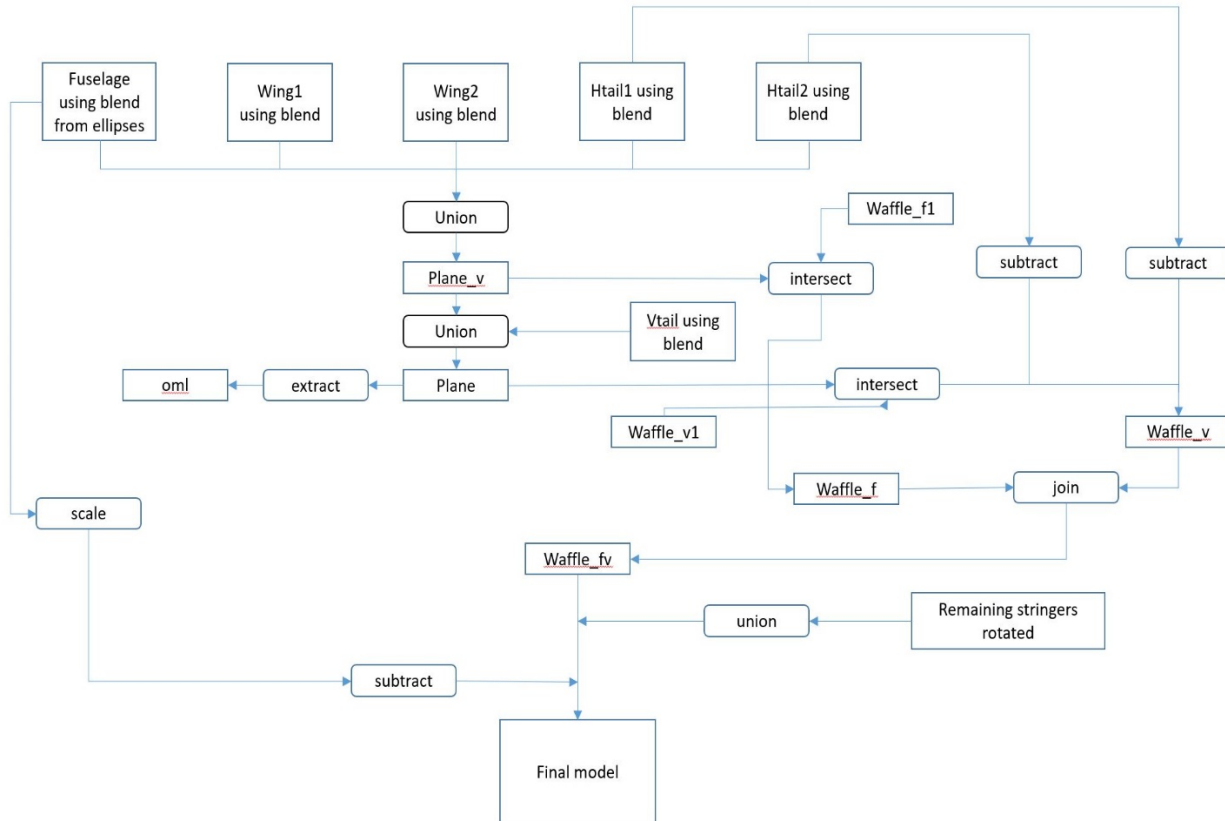 Fuselage
using blend
from ellipses
Wing1
using blend
Wing2
using blend
Htail1 using
blend
Htail2 using
blend
Union
Waffle_f1
Plane_v
intersect
subtract
subtract
Union
Vtail using
blend
oml
extract
Plane
intersect
Waffle_v1
Waffle_v
scale
Waffle_f
join
Waffle_fv
union
Remaining stringers
rotated
subtract
Final model